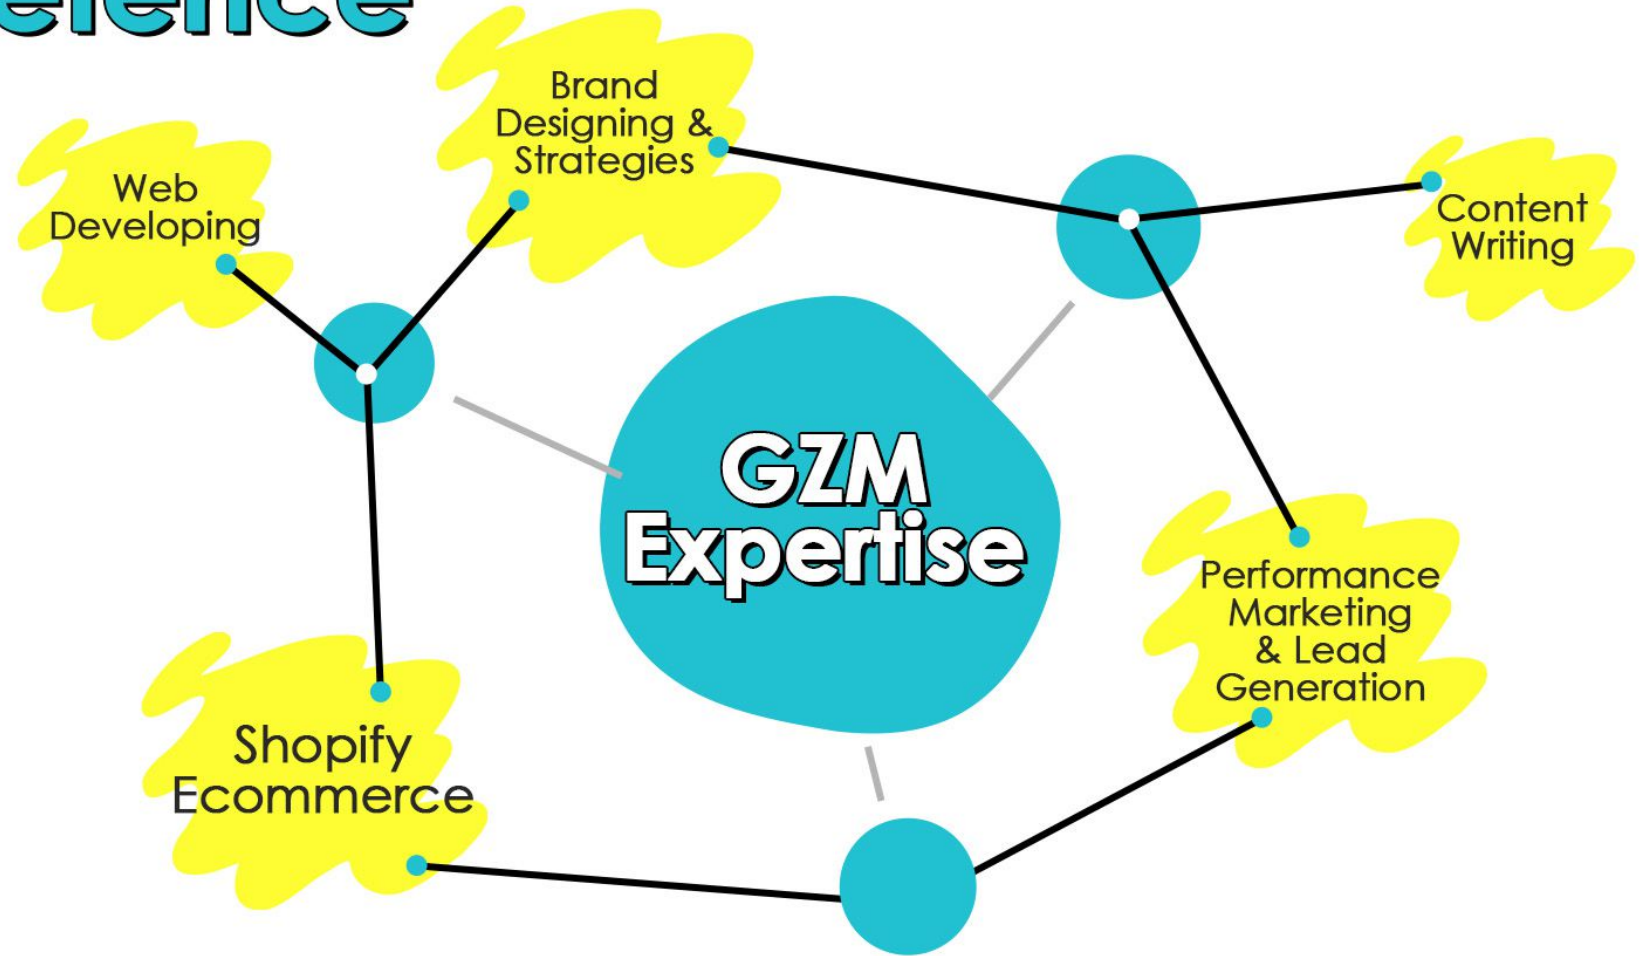 Brand
Designing &
Strategies
Web
Developing
Content
Writing
GZM
Expertise
Performance
Marketing
& Lead
Generation
Shopify
Ecommerce